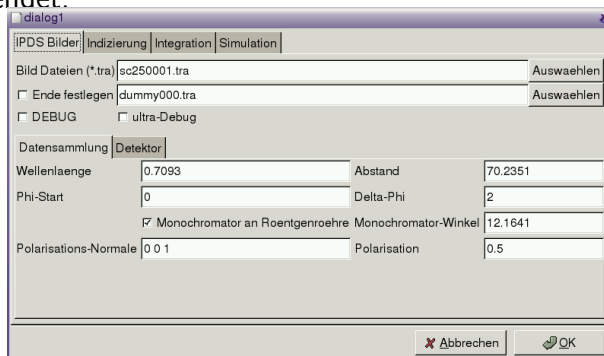 endet.
dialog1
IPDS Bilder Indizierung Integration Simulation
Bild Dateien (*.tra) sc250001.tra Auswaehlen
Ende festlegen dummy000.tra Auswaehlen
DEBUG ultra-Debug
Datensammlung Detektor
Wellenlaenge 0.7093 Abstand 70.2351
Phi-Start 0 Delta-Phi 2
Monochromator an Roentgenroehre Monochromator-Winkel 12.1641
Polarisations-Normale 0 0 1 Polarisation 0.5
Abbrechen OK